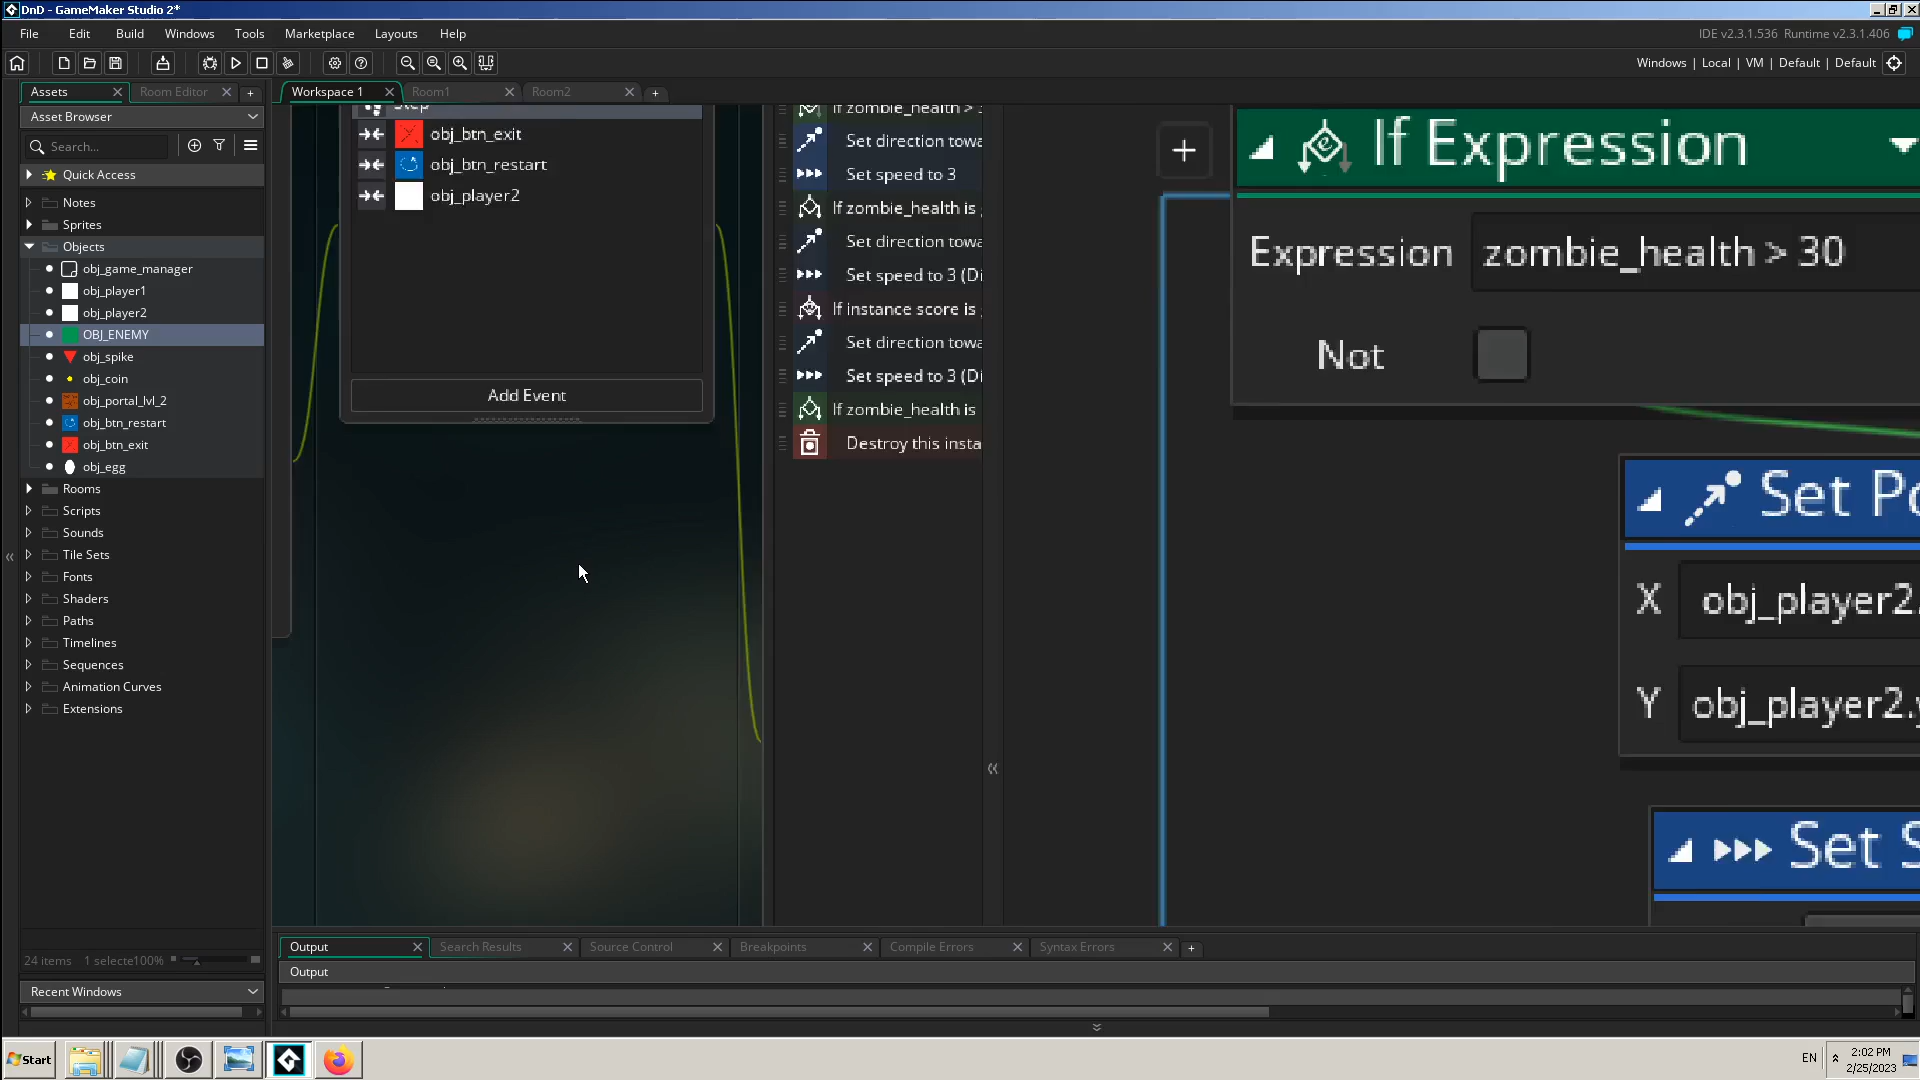 DnD - GameMaker Studio 2*
File Edit Build Windows Tools Marketplace Layouts Help
IDE v2.3.1.536 Runtime v2.3.1.406
Windows | Local | VM | Default | Default
Assets Room Editor
Asset Browser
Search...
Quick Access
Notes
Sprites
Objects
obj_game_manager
obj_player1
obj_player2
OBJ_ENEMY
obj_spike
obj_coin
obj_portal_lvl_2
obj_btn_restart
obj_btn_exit
obj_egg
Rooms
Scripts
Sounds
Tile Sets
Fonts
Shaders
Paths
Timelines
Sequences
Animation Curves
Extensions
24 items 1 selecte100%
Recent Windows
Workspace 1 Room1 Room2
Step
obj_btn_exit
obj_btn_restart
obj_player2
Add Event
If zombie_health >
Set direction towa
Set speed to 3
If zombie_health is
Set direction towa
Set speed to 3 (Di
If instance score is
Set direction towa
Set speed to 3 (Di
If zombie_health is
Destroy this insta
If Expression
Expression zombie_health > 30
Not
Set Po
X obj_player2.
Y obj_player2.
Set S
Output Search Results Source Control Breakpoints Compile Errors Syntax Errors
Output
Start
EN
2:02 PM
2/25/2023